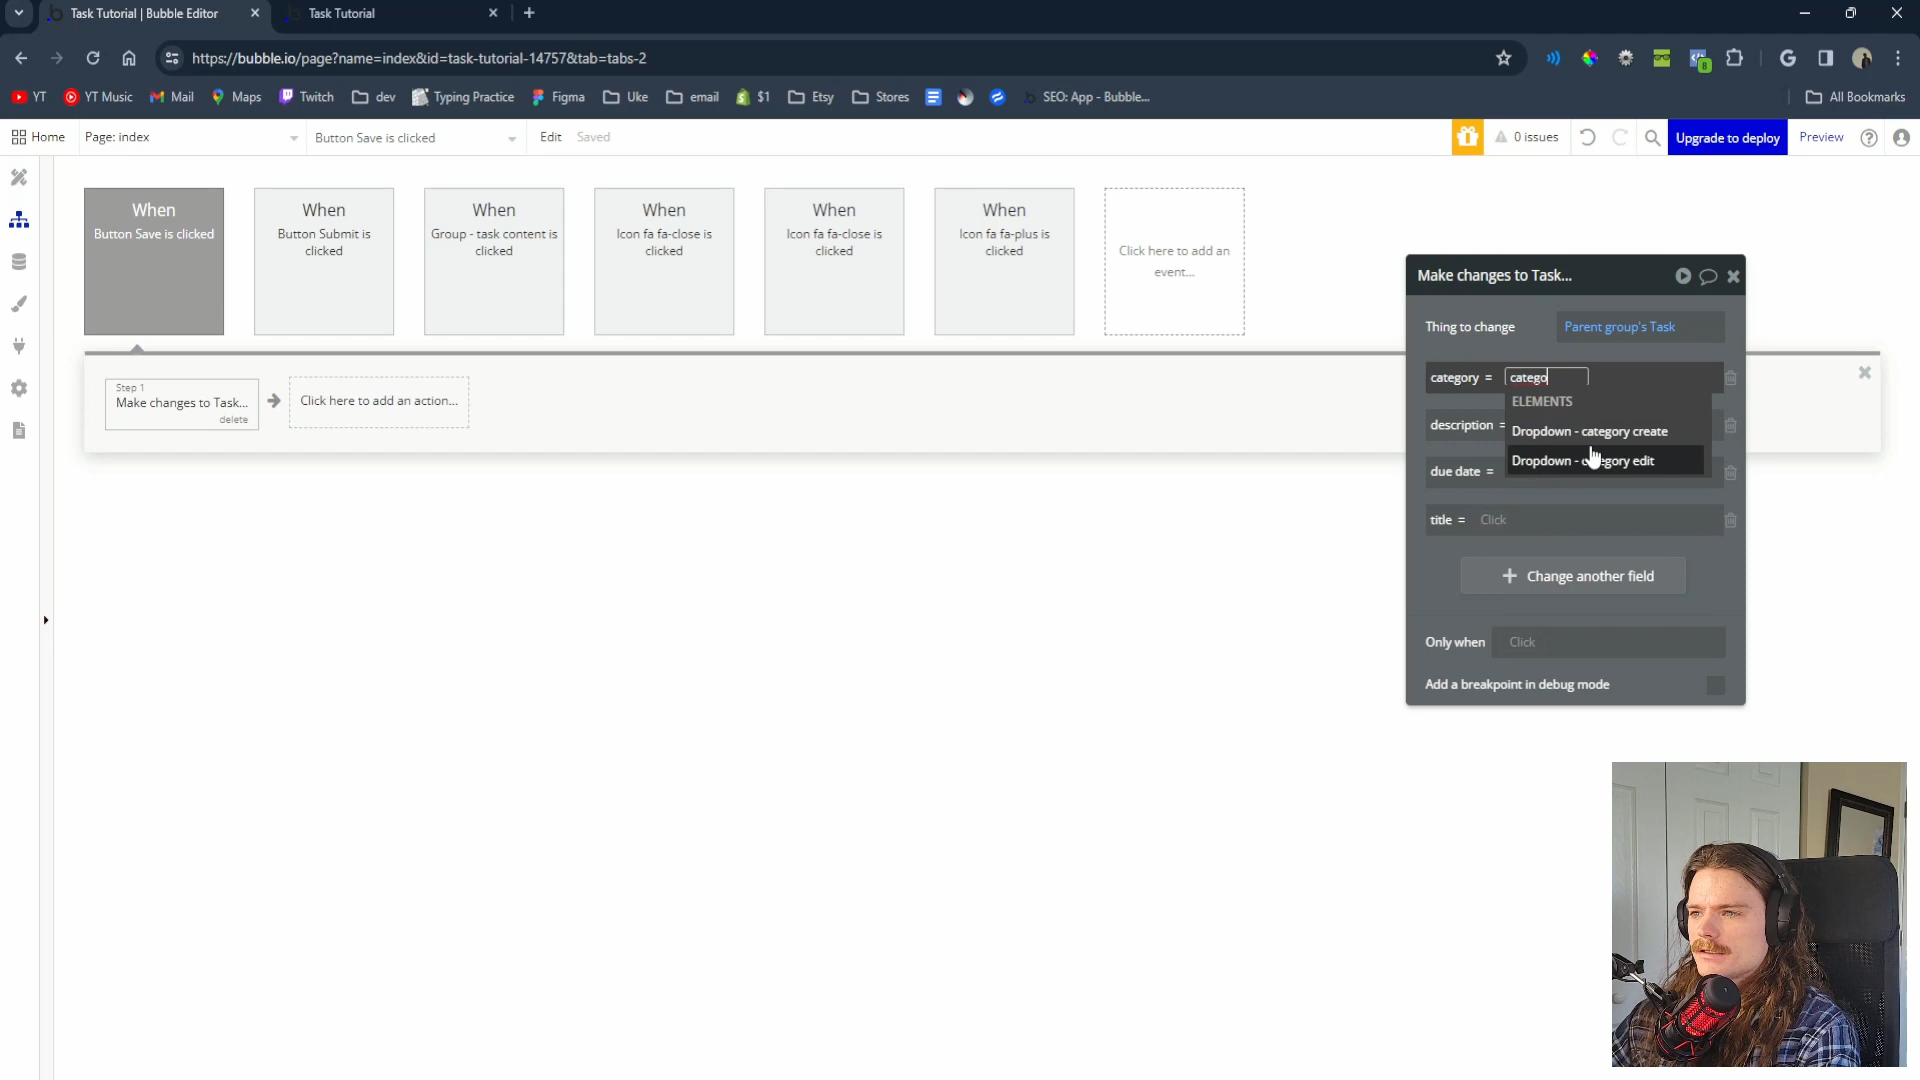 Task Tutorial | Bubble Editor
Task Tutorial
https://bubble.io/page?name=index&id=task-tutorial-14757&tab=tabs-2
YT
YT Music
Mail
Maps
Twitch
dev
Typing Practice
Figma
Uke
email
$1
Etsy
Stores
SEO: App - Bubble...
All Bookmarks
Home
Page: index
Button Save is clicked
Edit
Saved
0 issues
Upgrade to deploy
Preview
When
Button Save is clicked
When
Button Submit is
clicked
When
Group - task content is
clicked
When
Icon fa fa-close is
clicked
When
Icon fa fa-close is
clicked
When
Icon fa fa-plus is
clicked
Click here to add an
event...
Step 1
Make changes to Task...
delete
Click here to add an action...
Make changes to Task...
Thing to change
Parent group's Task
category =
catego
ELEMENTS
Dropdown - category create
Dropdown - category edit
description =
due date =
title =
Click
+ Change another field
Only when
Click
Add a breakpoint in debug mode